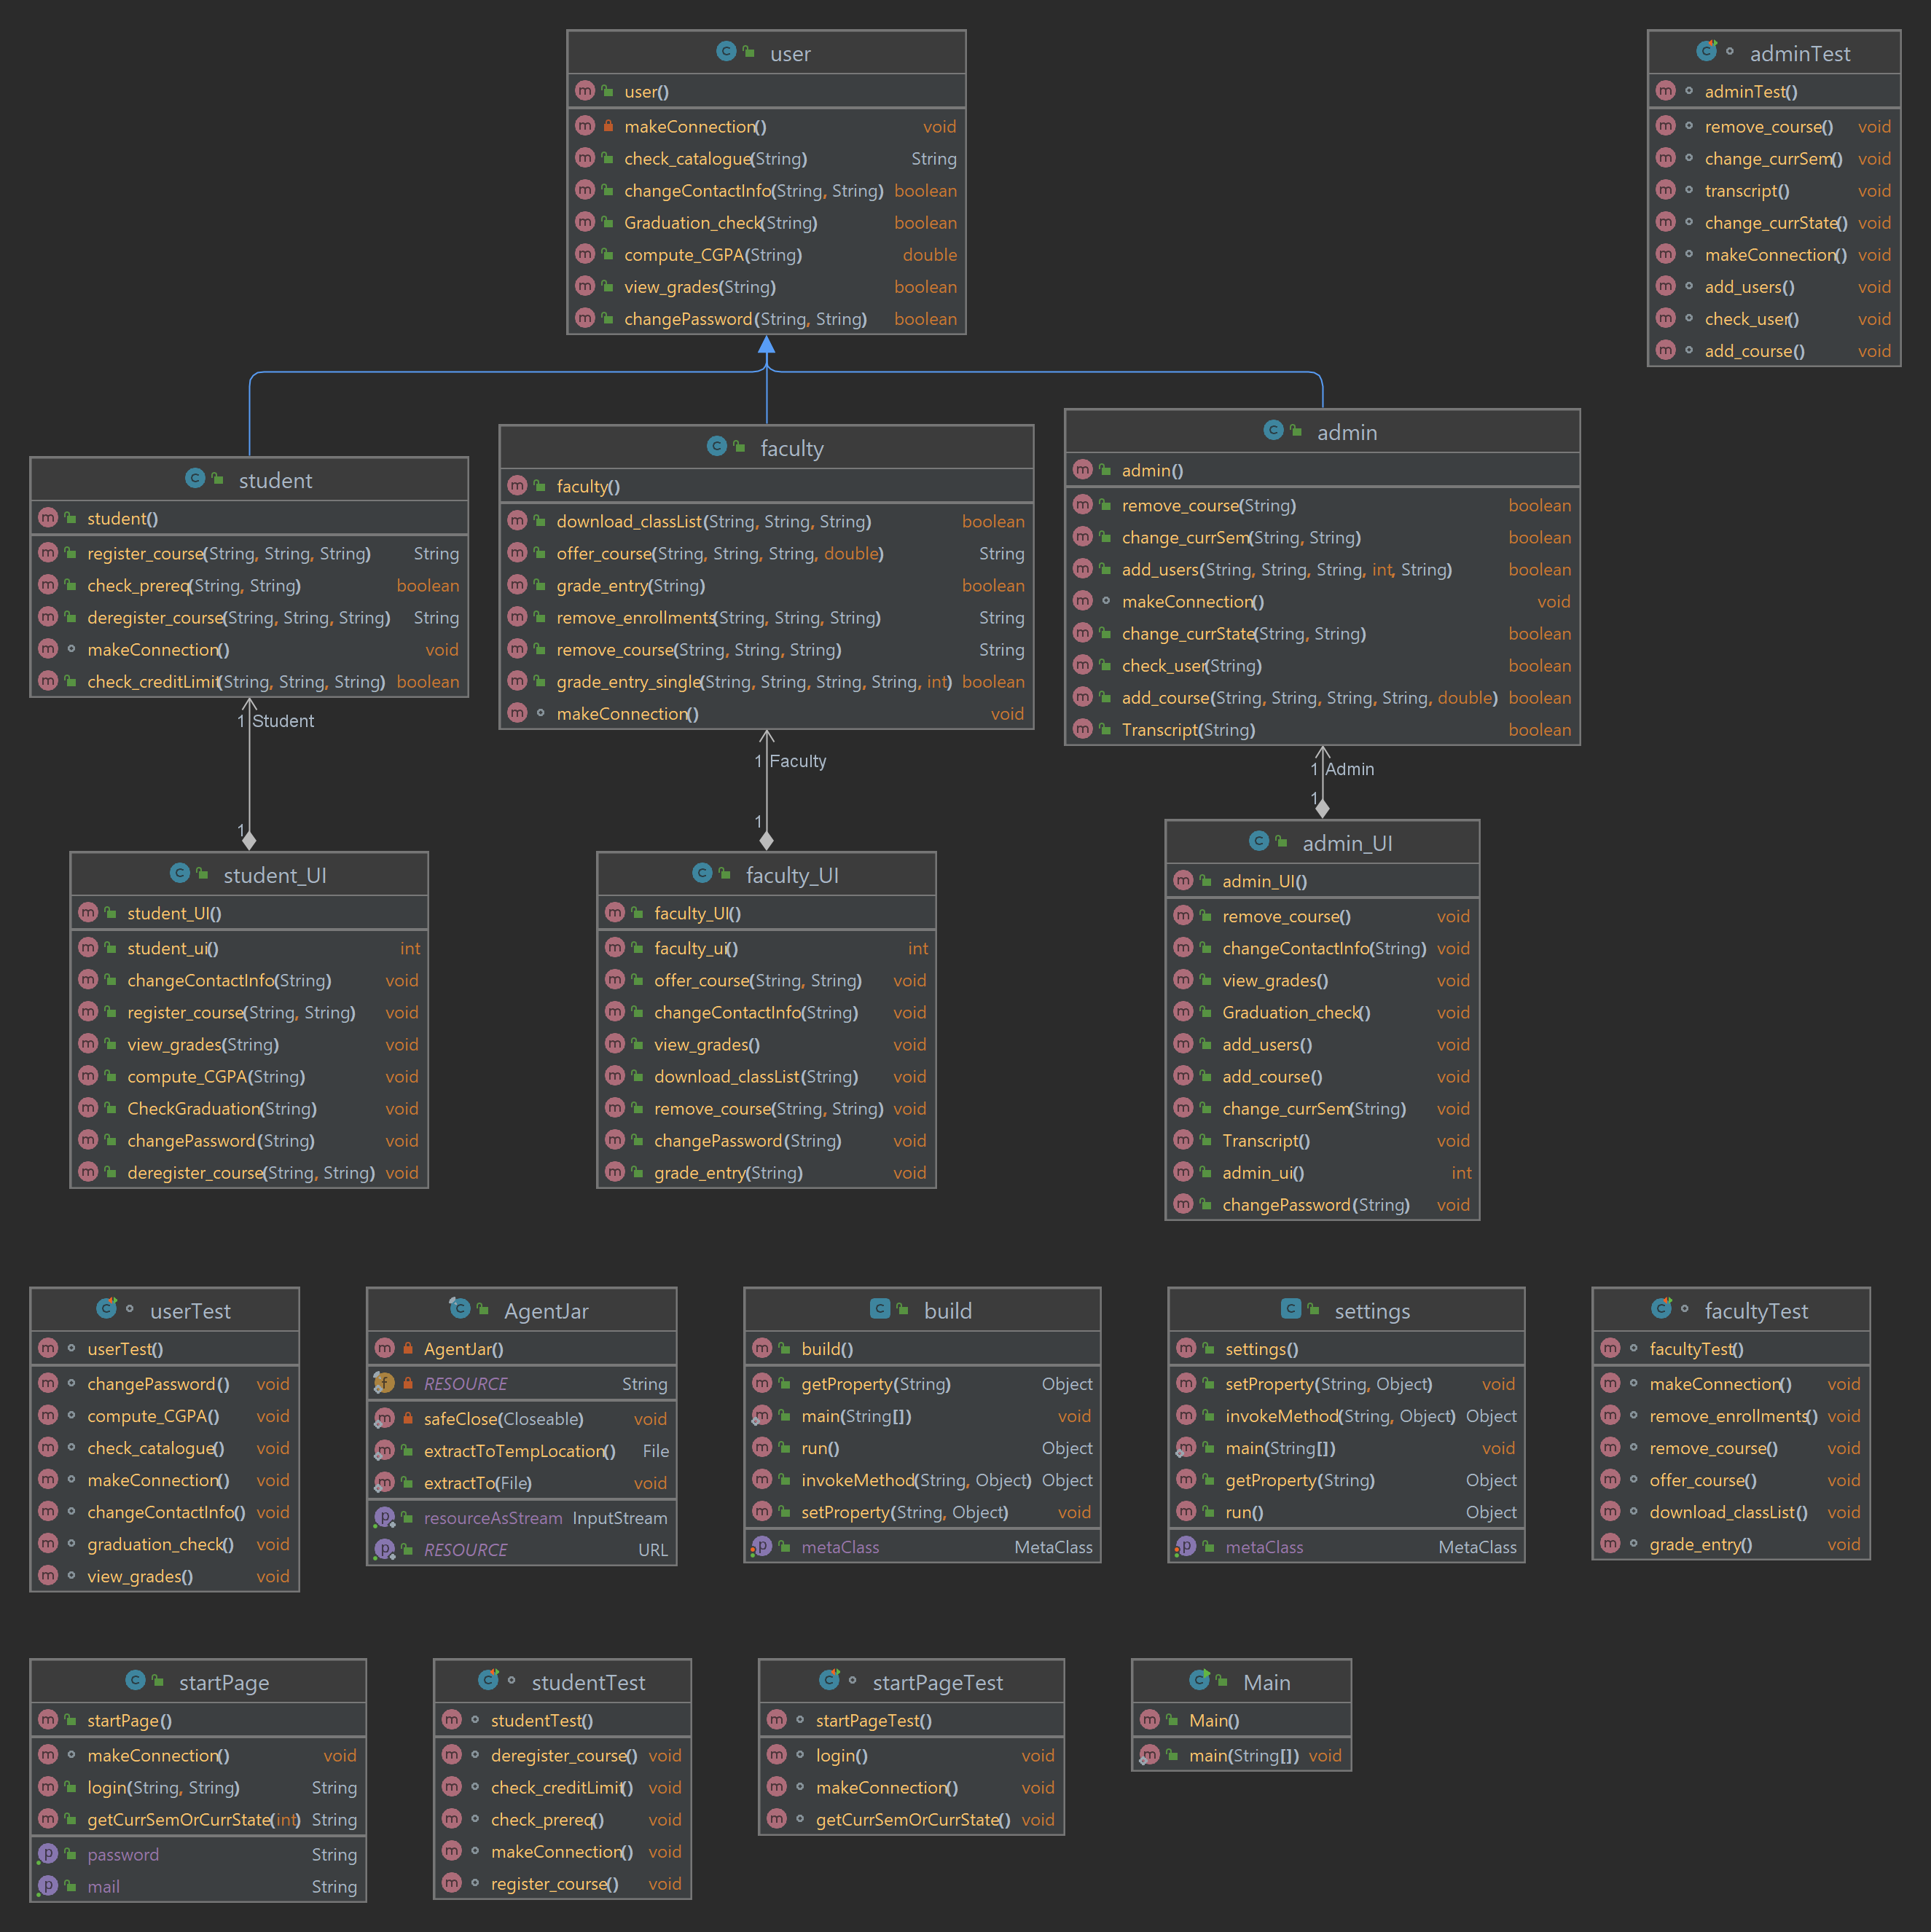 user
user()
makeConnection() void
check_catalogue(String) String
changeContactInfo(String, String) boolean
Graduation_check(String) boolean
compute_CGPA(String) double
view_grades(String) boolean
changePassword(String, String) boolean
adminTest
adminTest()
remove_course() void
change_currSem() void
transcript() void
change_currState() void
makeConnection() void
add_users() void
check_user() void
add_course() void
student
student()
register_course(String, String, String) String
check_prereq(String, String) boolean
deregister_course(String, String, String) String
makeConnection() void
check_creditLimit(String, String, String) boolean
faculty
faculty()
download_classList(String, String, String) boolean
offer_course(String, String, String, double) String
grade_entry(String) boolean
remove_enrollments(String, String, String) String
remove_course(String, String, String) String
grade_entry_single(String, String, String, String, int) boolean
makeConnection() void
admin
admin()
remove_course(String) boolean
change_currSem(String, String) boolean
add_users(String, String, String, int, String) boolean
makeConnection() void
change_currState(String, String) boolean
check_user(String) boolean
add_course(String, String, String, String, double) boolean
Transcript(String) boolean
1 Student
1
1 Faculty
1
1 Admin
1
student_UI
student_UI()
student_ui() int
changeContactInfo(String) void
register_course(String, String) void
view_grades(String) void
compute_CGPA(String) void
CheckGraduation(String) void
changePassword(String) void
deregister_course(String, String) void
faculty_UI
faculty_UI()
faculty_ui() int
offer_course(String, String) void
changeContactInfo(String) void
view_grades() void
download_classList(String) void
remove_course(String, String) void
changePassword(String) void
grade_entry(String) void
admin_UI
admin_UI()
remove_course() void
changeContactInfo(String) void
view_grades() void
Graduation_check() void
add_users() void
add_course() void
change_currSem(String) void
Transcript() void
admin_ui() int
changePassword(String) void
userTest
userTest()
changePassword() void
compute_CGPA() void
check_catalogue() void
makeConnection() void
changeContactInfo() void
graduation_check() void
view_grades() void
AgentJar
AgentJar()
RESOURCE String
safeClose(Closeable) void
extractToTempLocation() File
extractTo(File) void
resourceAsStream InputStream
RESOURCE URL
build
build()
getProperty(String) Object
main(String[]) void
run() Object
invokeMethod(String, Object) Object
setProperty(String, Object) void
metaClass MetaClass
settings
settings()
setProperty(String, Object) void
invokeMethod(String, Object) Object
main(String[]) void
getProperty(String) Object
run() Object
metaClass MetaClass
facultyTest
facultyTest()
makeConnection() void
remove_enrollments() void
remove_course() void
offer_course() void
download_classList() void
grade_entry() void
startPage
startPage()
makeConnection() void
login(String, String) String
getCurrSemOrCurrState(int) String
password String
mail String
studentTest
studentTest()
deregister_course() void
check_creditLimit() void
check_prereq() void
makeConnection() void
register_course() void
startPageTest
startPageTest()
login() void
makeConnection() void
getCurrSemOrCurrState() void
Main
Main()
main(String[]) void